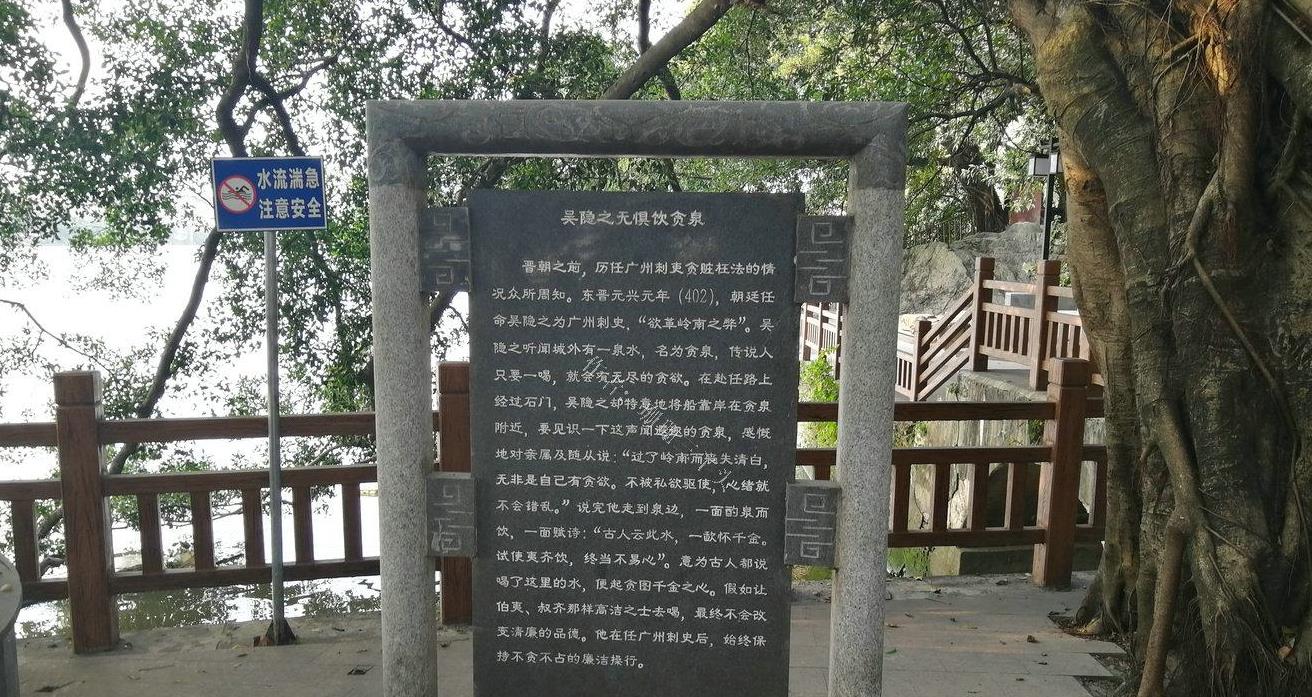 水流湍急
注意安全
吴隐之无惧饮贪泉
晋朝之前，历任广州刺吏贪赃枉法的情
况众所周知。东晋元兴元年（402），朝廷任
命吴隐之为广州刺史，“欲革岭南之弊”。吴
隐之听闻城外有一泉水，名为贪泉，传说人
只要一喝，就会有无尽的贪欲。在赴任路上
经过石门，吴隐之却特意地将船靠岸在贪泉
附近，要见识一下这声闻遐迩的贪泉，感慨
地对亲属及随从说：“过了岭南而丧失清白，
无非是自己有贪欲。不被私欲驱使，心绪就
不会错乱。”说完他走到泉边，一面酌泉而
饮，一面赋诗：“古人云此水，一歃怀千金。
试使夷齐饮，终当不易心”。意为古人都说
喝了这里的水，便起贪图千金之心。假如让
伯夷、叔齐那样高洁之士去喝，最终不会改
变清廉的品德。他在任广州刺史后，始终保
持不贪不占的廉洁操行。